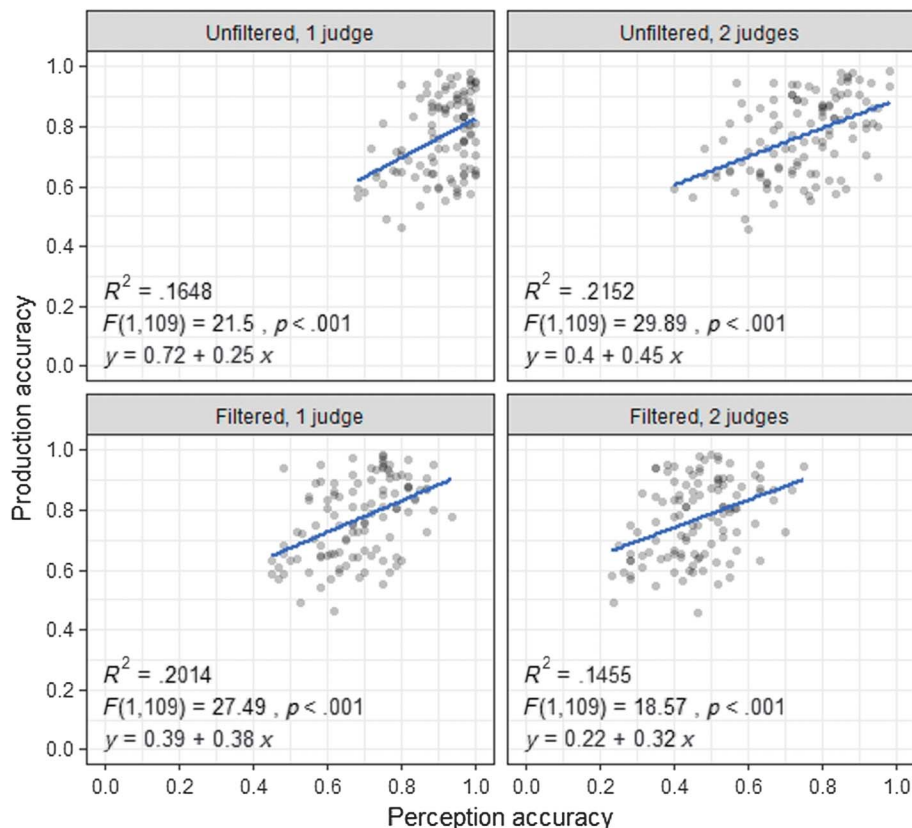 Unfiltered, 1 judge
Unfiltered, 2 judges
Production accuracy
1.0
0.8
0.6
0.4
0.2
0.0
R² = .1648
F(1,109) = 21.5 , p < .001
y = 0.72 + 0.25 x
R² = .2152
F(1,109) = 29.89 , p < .001
y = 0.4 + 0.45 x
Filtered, 1 judge
Filtered, 2 judges
1.0
0.8
0.6
0.4
0.2
0.0
R² = .2014
F(1,109) = 27.49 , p < .001
y = 0.39 + 0.38 x
R² = .1455
F(1,109) = 18.57 , p < .001
y = 0.22 + 0.32 x
0.0 0.2 0.4 0.6 0.8 1.0
0.0 0.2 0.4 0.6 0.8 1.0
Perception accuracy